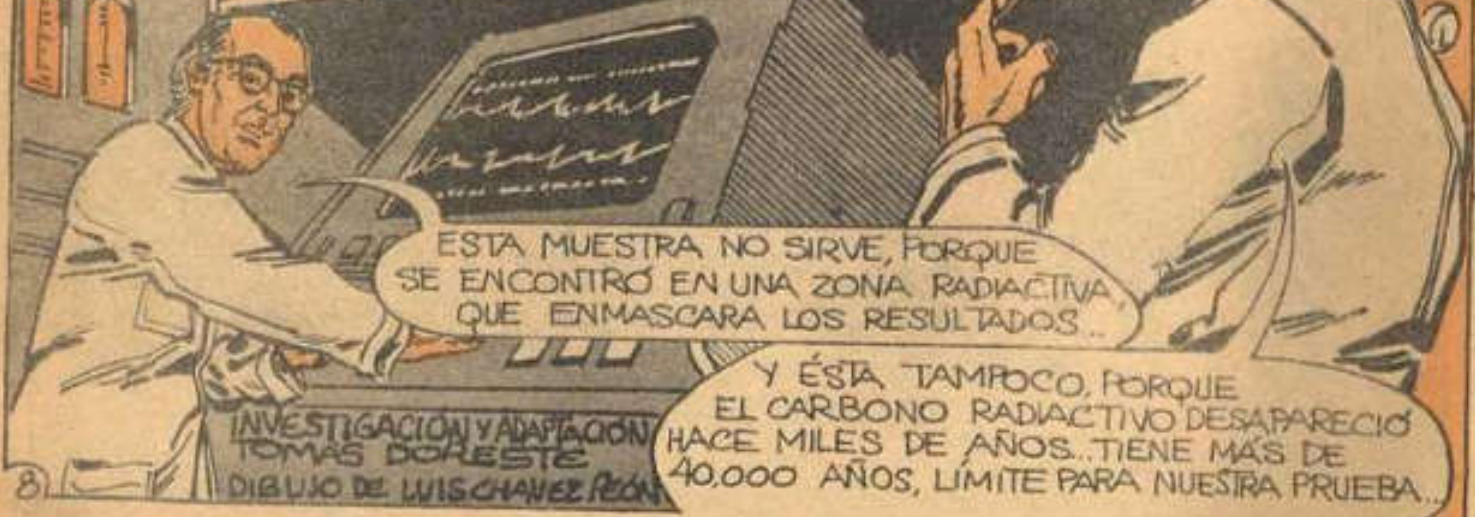 ESTA MUESTRA NO SIRVE, PORQUE
SE ENCONTRÓ EN UNA ZONA RADIACTIVA,
QUE ENMASCARA LOS RESULTADOS...
Y ÉSTA TAMPOCO, PORQUE
EL CARBONO RADIACTIVO DESAPARECIÓ
HACE MILES DE AÑOS...TIENE MÁS DE
40,000 AÑOS, LÍMITE PARA NUESTRA PRUEBA...
INVESTIGACIÓN Y ADAPTACIÓN
TOMAS DORESTE
DIBUJO DE LUIS CHAVEZ PEÓN
8